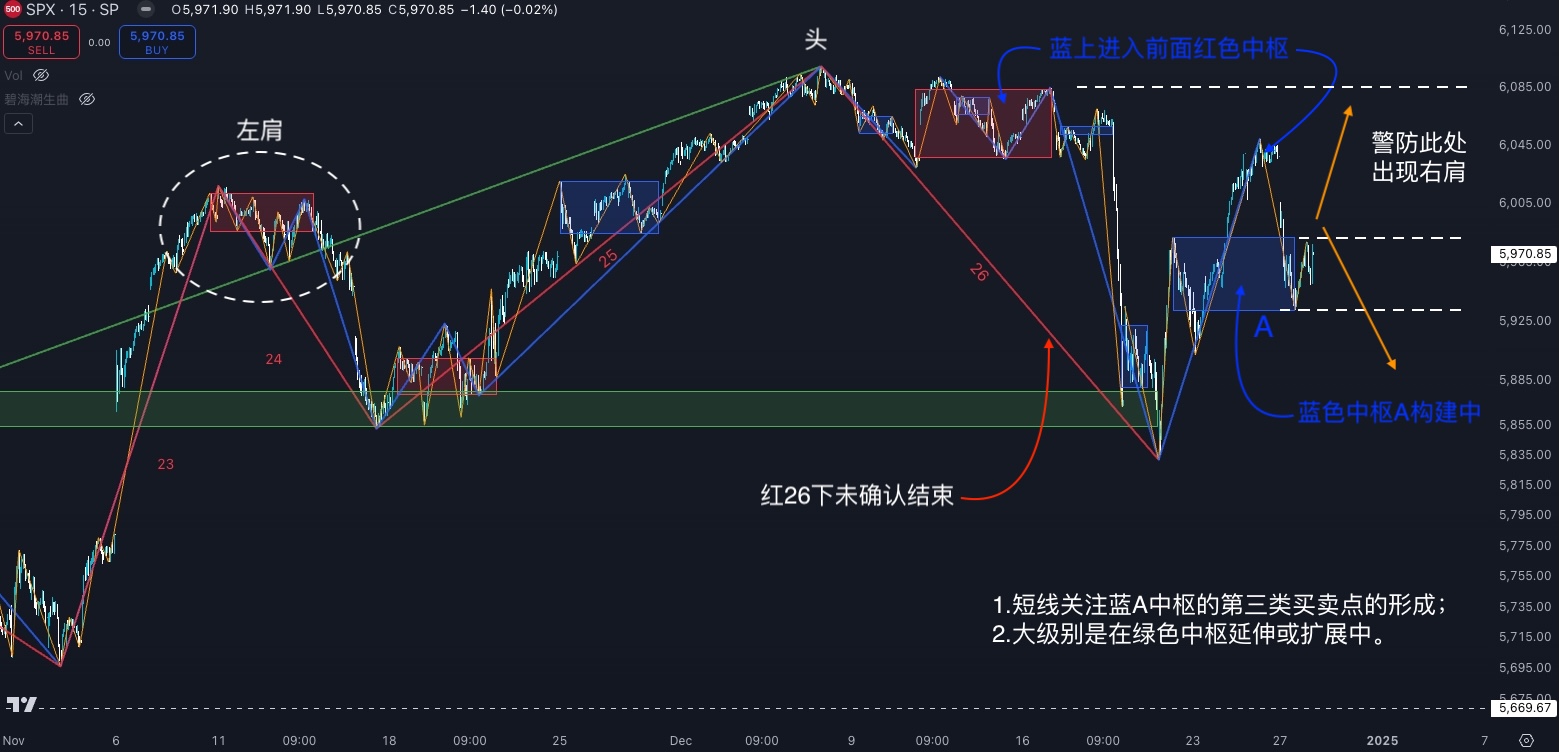 SPX · 15 · SP O5,971.90 H5,971.90 L5,970.85 C5,970.85 −1.40 (−0.02%)
5,970.85
SELL
0.00
5,970.85
BUY
Vol
碧海潮生曲
左肩
头
蓝上进入前面红色中枢
警防此处
出现右肩
23
24
25
26
A
蓝色中枢A构建中
红26下未确认结束
1.短线关注蓝A中枢的第三类买卖点的形成；
2.大级别是在绿色中枢延伸或扩展中。
6,125.00
6,085.00
6,045.00
6,005.00
5,970.85
5,925.00
5,885.00
5,855.00
5,835.00
5,815.00
5,795.00
5,775.00
5,755.00
5,735.00
5,715.00
5,695.00
5,675.00
5,669.67
Nov 6 11 09:00 18 09:00 25 Dec 09:00 9 09:00 16 09:00 23 27 2025 7